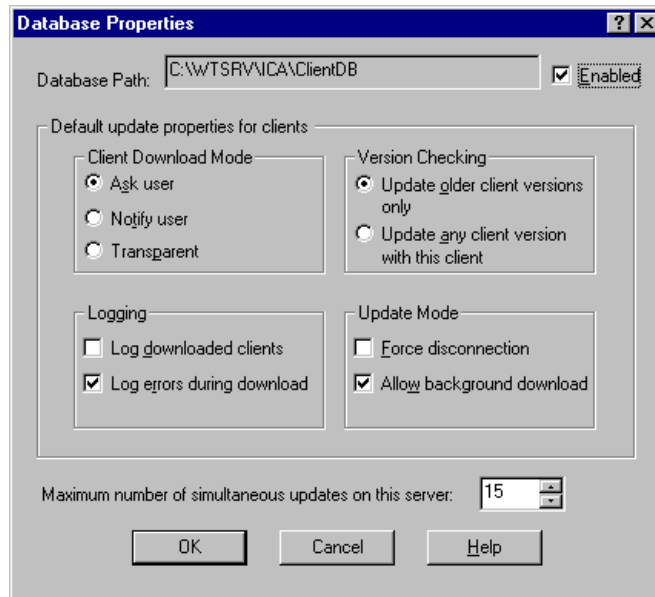 Database Properties
Database Path:
C:\WTSRV\ICA\ClientDB
Enabled
Default update properties for clients
Client Download Mode
Ask user
Notify user
Transparent
Version Checking
Update older client versions
only
Update any client version
with this client
Logging
Log downloaded clients
Log errors during download
Update Mode
Force disconnection
Allow background download
Maximum number of simultaneous updates on this server:
15
OK
Cancel
Help